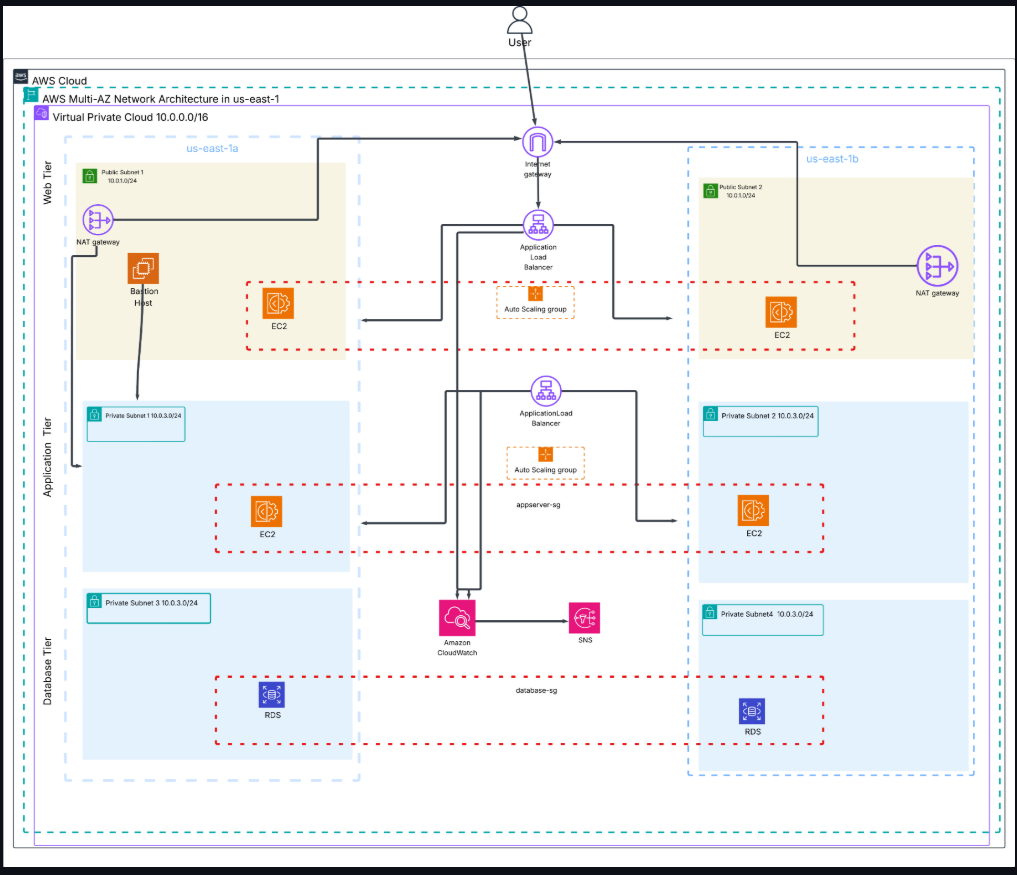 User
aws
AWS Cloud
AWS Multi-AZ Network Architecture in us-east-1
Virtual Private Cloud 10.0.0.0/16
us-east-1a
us-east-1b
Web Tier
Public Subnet 1
10.0.1.0/24
NAT gateway
Bastion
Host
EC2
Internet
gateway
Application
Load
Balancer
Auto Scaling group
Public Subnet 2
10.0.1.0/24
NAT gateway
EC2
Application Tier
Private Subnet 1 10.0.3.0/24
EC2
ApplicationLoad
Balancer
Auto Scaling group
appserver-sg
Private Subnet 2 10.0.3.0/24
EC2
Database Tier
Private Subnet 3 10.0.3.0/24
RDS
Amazon
CloudWatch
SNS
database-sg
Private Subnet4 10.0.3.0/24
RDS